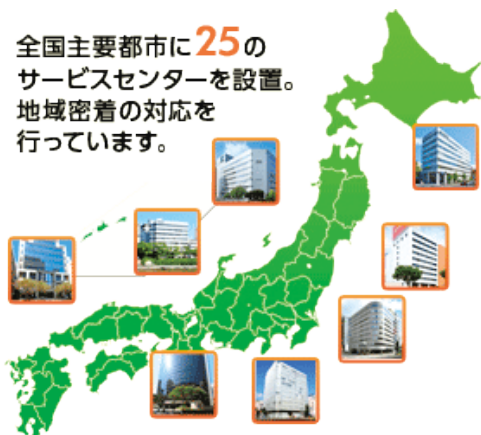 全国主要都市に25の
サービスセンターを設置。
地域密着の対応を
行っています。